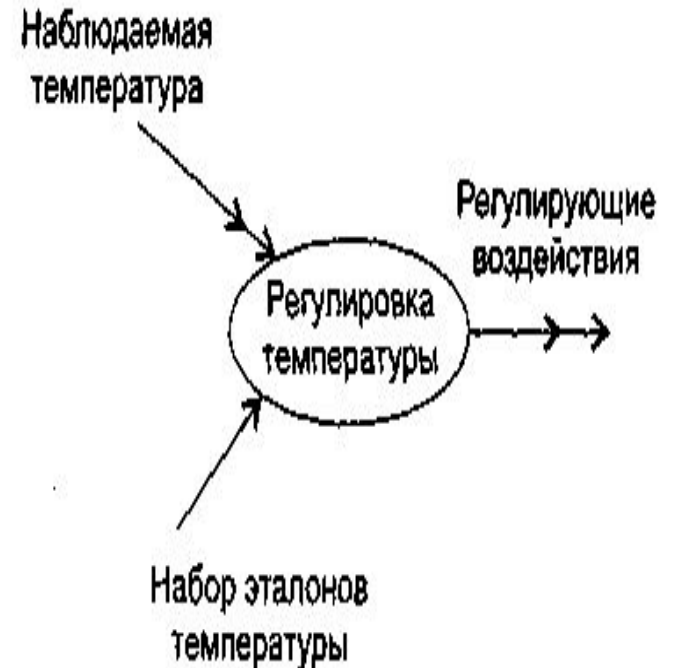 Наблюдаемая
температура
Регулирующие
воздействия
Регулировка
температуры
Набор эталонов
температуры